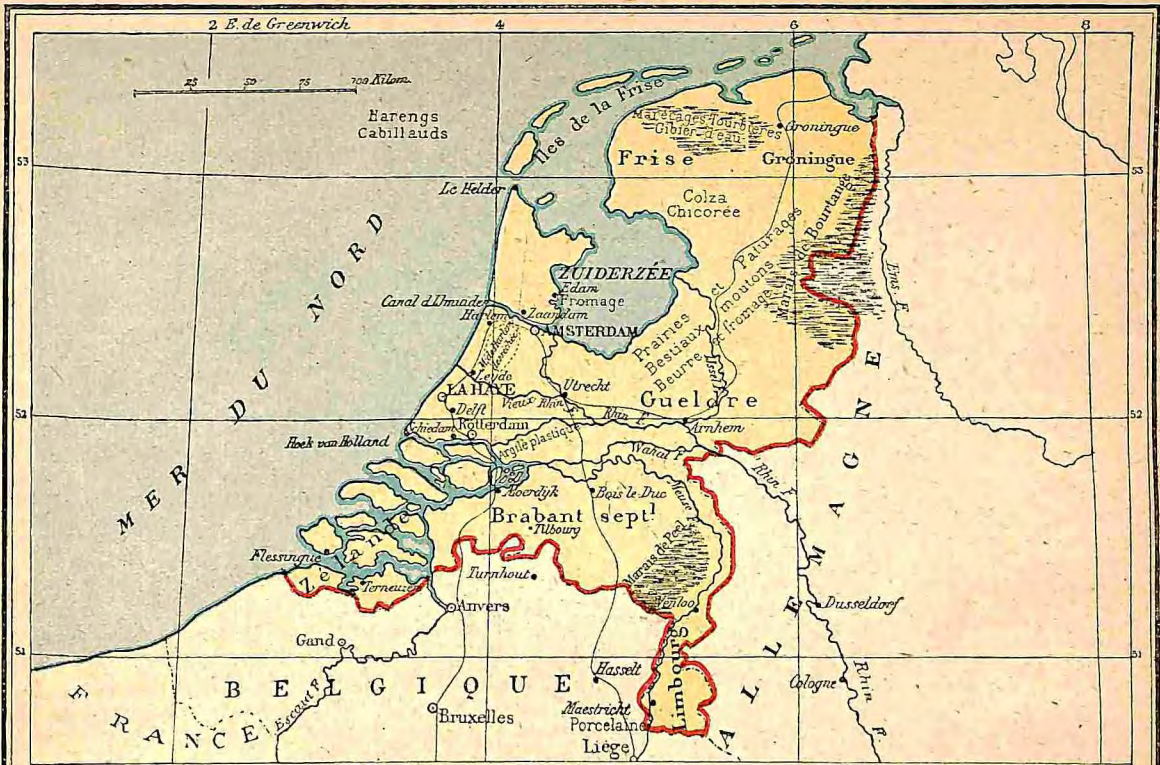 2 E. de Greenwich
4
6
8
25 50 75 100 Kilom.
Harengs
Cabillauds
Iles de la Frise
Marécages Tourbières
Gibier-d'eau
Groningue
Frise
Groningue
53
53
Le Helder
Colza
Chicorée
MER DU NORD
ZUIDERZÉE
Edam
Fromage
Pâturages
et moutons
Marais de Bourtange
Ems F.
Canal d'Ymuiden
Harlem
Zaandam
AMSTERDAM
Prairies
Bestiaux
Beurre et fromage
Yssel F.
Leyde
LA HAYE
Utrecht
Vieux Rhin F.
Rhin F.
Gueldre
52
52
Delft
Schiedam
Rotterdam
Arnhem
Hoek van Holland
Argile plastique
Wahal F.
Rhin F.
Moerdyk
Bois-le-Duc
Meuse F.
Brabant septl
Tilbourg
Flessingue
Zélande
Terneuzen
Marais de Peel
Turnhout
Venloo
Anvers
Dusseldorf
Gand
51
51
Limbourg
Hasselt
Cologne
Rhin F.
BELGIQUE
ALLEMAGNE
FRANCE
Escaut F.
Bruxelles
Maestricht
Porcelaine
Liége